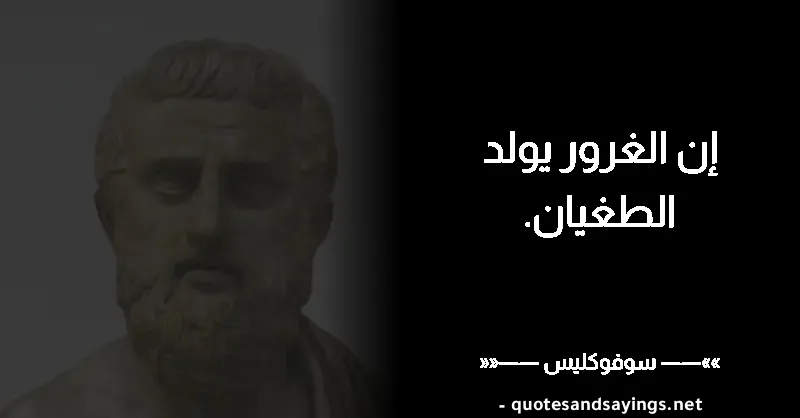 إن الغرور يولد
الطغيان.
»»—— سوفوكليس ——««
- quotesandsayings.net